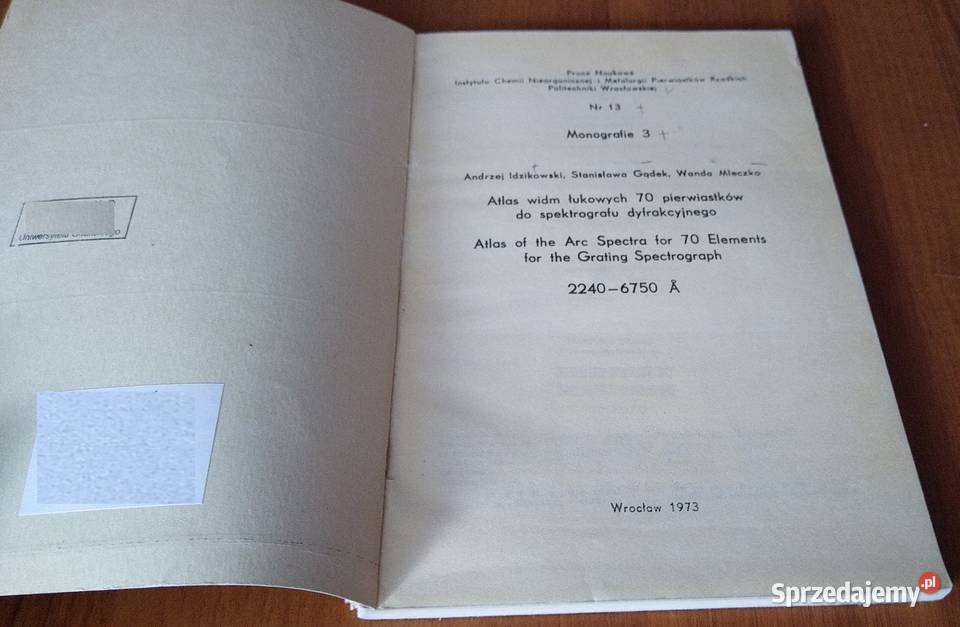 Prace Naukowe
Instytutu Chemii Nieorganicznej i Metalurgii Pierwiastków Rzadkich
Politechniki Wrocławskiej
Nr 13
Monografie 3
Andrzej Idzikowski, Stanisława Gądek, Wanda Mleczko
Atlas widm łukowych 70 pierwiastków
do spektrografu dyfrakcyjnego
Atlas of the Arc Spectra for 70 Elements
for the Grating Spectrograph
2240–6750 Å
Wrocław 1973
Uniwersytetu
Sprzedajemy.pl